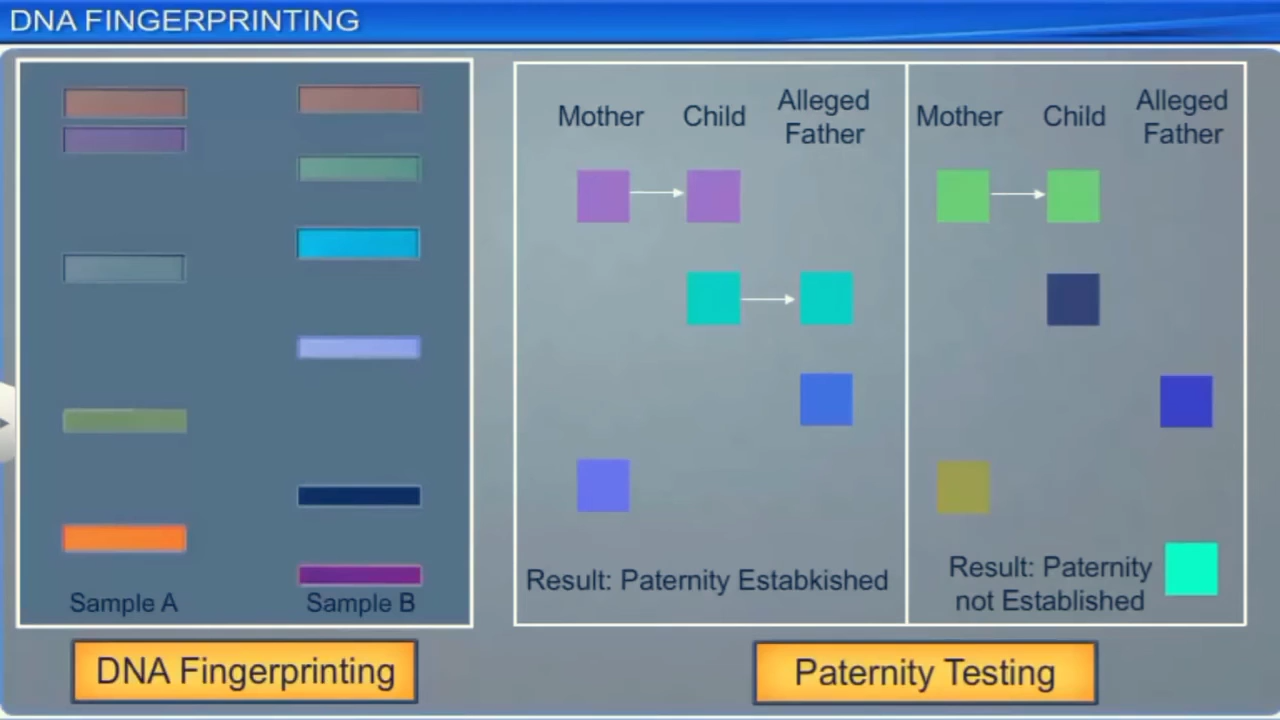 DNA FINGERPRINTING
Sample A
Sample B
DNA Fingerprinting
Mother
Child
Alleged
Father
Result: Paternity Estabkished
Mother
Child
Alleged
Father
Result: Paternity
not Established
Paternity Testing